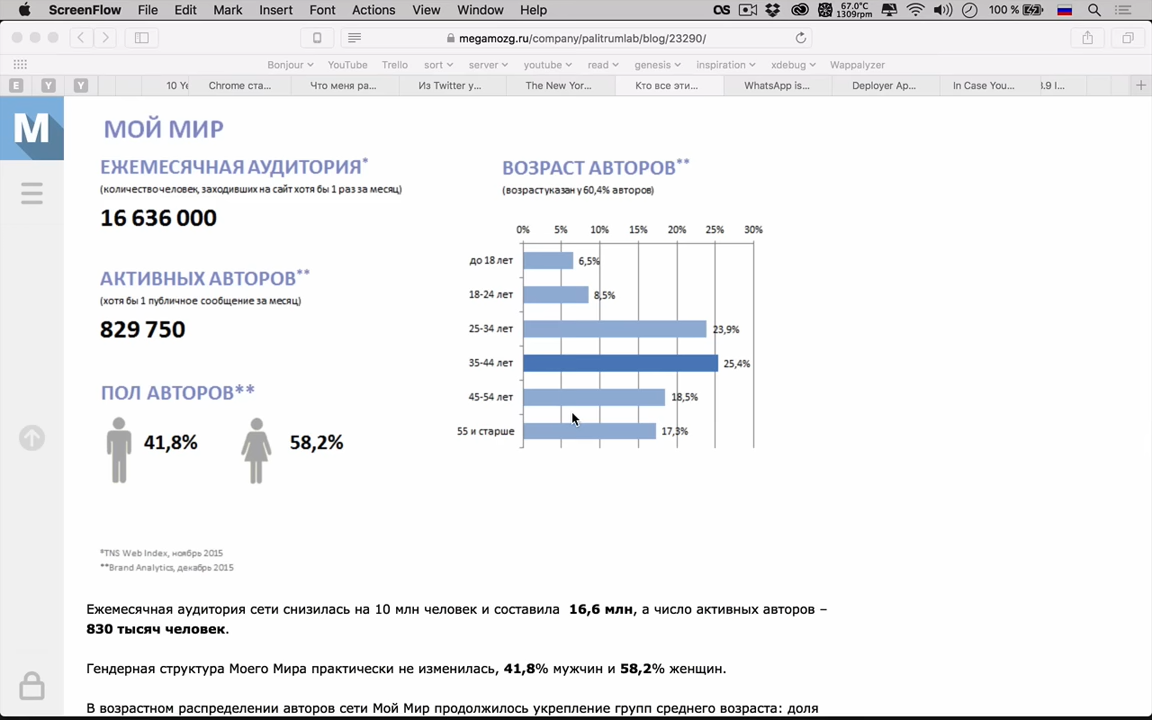 ScreenFlow File Edit Mark Insert Font Actions View Window Help 67.0°C 1309rpm 100 %
megamozg.ru/company/palitrumlab/blog/23290/
Bonjour YouTube Trello sort server youtube read genesis inspiration xdebug Wappalyzer
E Y Y 10 Ye Chrome ста... Что меня ра... Из Twitter у... The New Yor... Кто все эти... WhatsApp is... Deployer Ap... In Case You... 3.9 I...
M
МОЙ МИР
ЕЖЕМЕСЯЧНАЯ АУДИТОРИЯ*
(количество человек, заходивших на сайт хотя бы 1 раз за месяц)
16 636 000
АКТИВНЫХ АВТОРОВ**
(хотя бы 1 публичное сообщение за месяц)
829 750
ПОЛ АВТОРОВ**
41,8% 58,2%
ВОЗРАСТ АВТОРОВ**
(возраст указан у 60,4% авторов)
0% 5% 10% 15% 20% 25% 30%
до 18 лет 6,5%
18-24 лет 8,5%
25-34 лет 23,9%
35-44 лет 25,4%
45-54 лет 18,5%
55 и старше 17,3%
*TNS Web Index, ноябрь 2015
**Brand Analytics, декабрь 2015
Ежемесячная аудитория сети снизилась на 10 млн человек и составила 16,6 млн, а число активных авторов –
830 тысяч человек.
Гендерная структура Моего Мира практически не изменилась, 41,8% мужчин и 58,2% женщин.
В возрастном распределении авторов сети Мой Мир продолжилось укрепление групп среднего возраста: доля